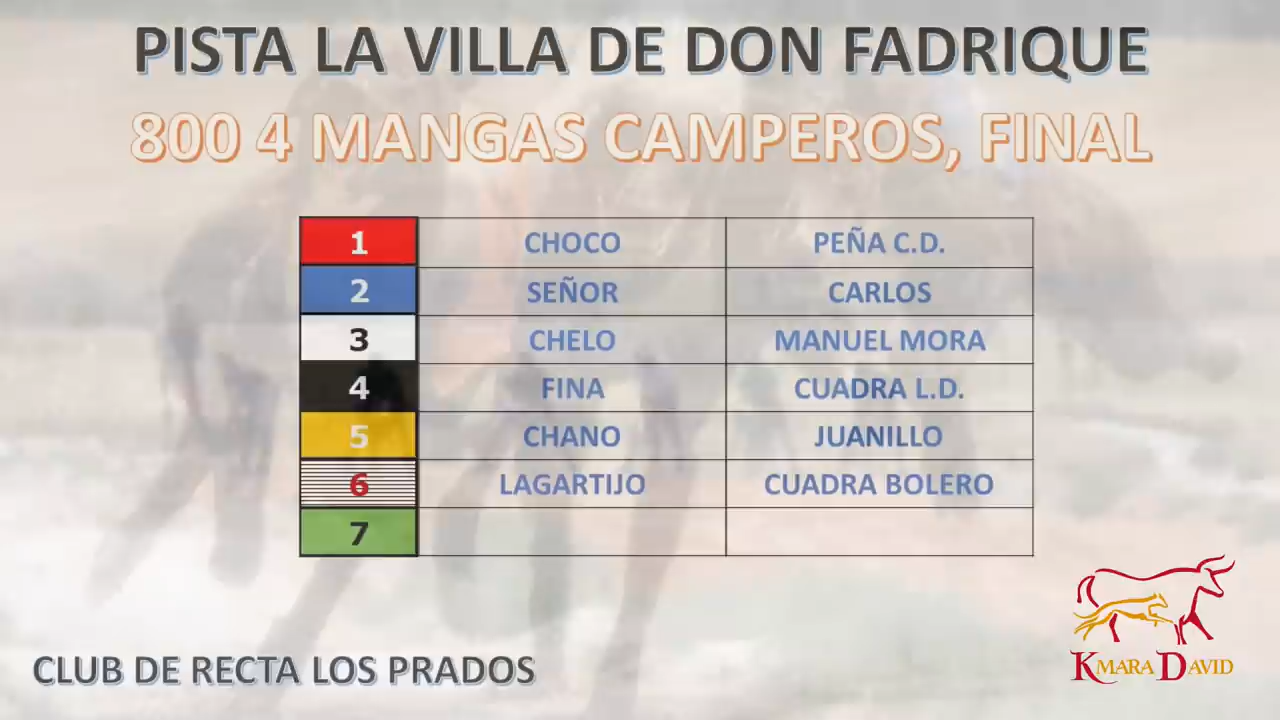 PISTA LA VILLA DE DON FADRIQUE
800 4 MANGAS CAMPEROS, FINAL
1 CHOCO PEÑA C.D.
2 SEÑOR CARLOS
3 CHELO MANUEL MORA
4 FINA CUADRA L.D.
5 CHANO JUANILLO
6 LAGARTIJO CUADRA BOLERO
7
CLUB DE RECTA LOS PRADOS
KMARA DAVID